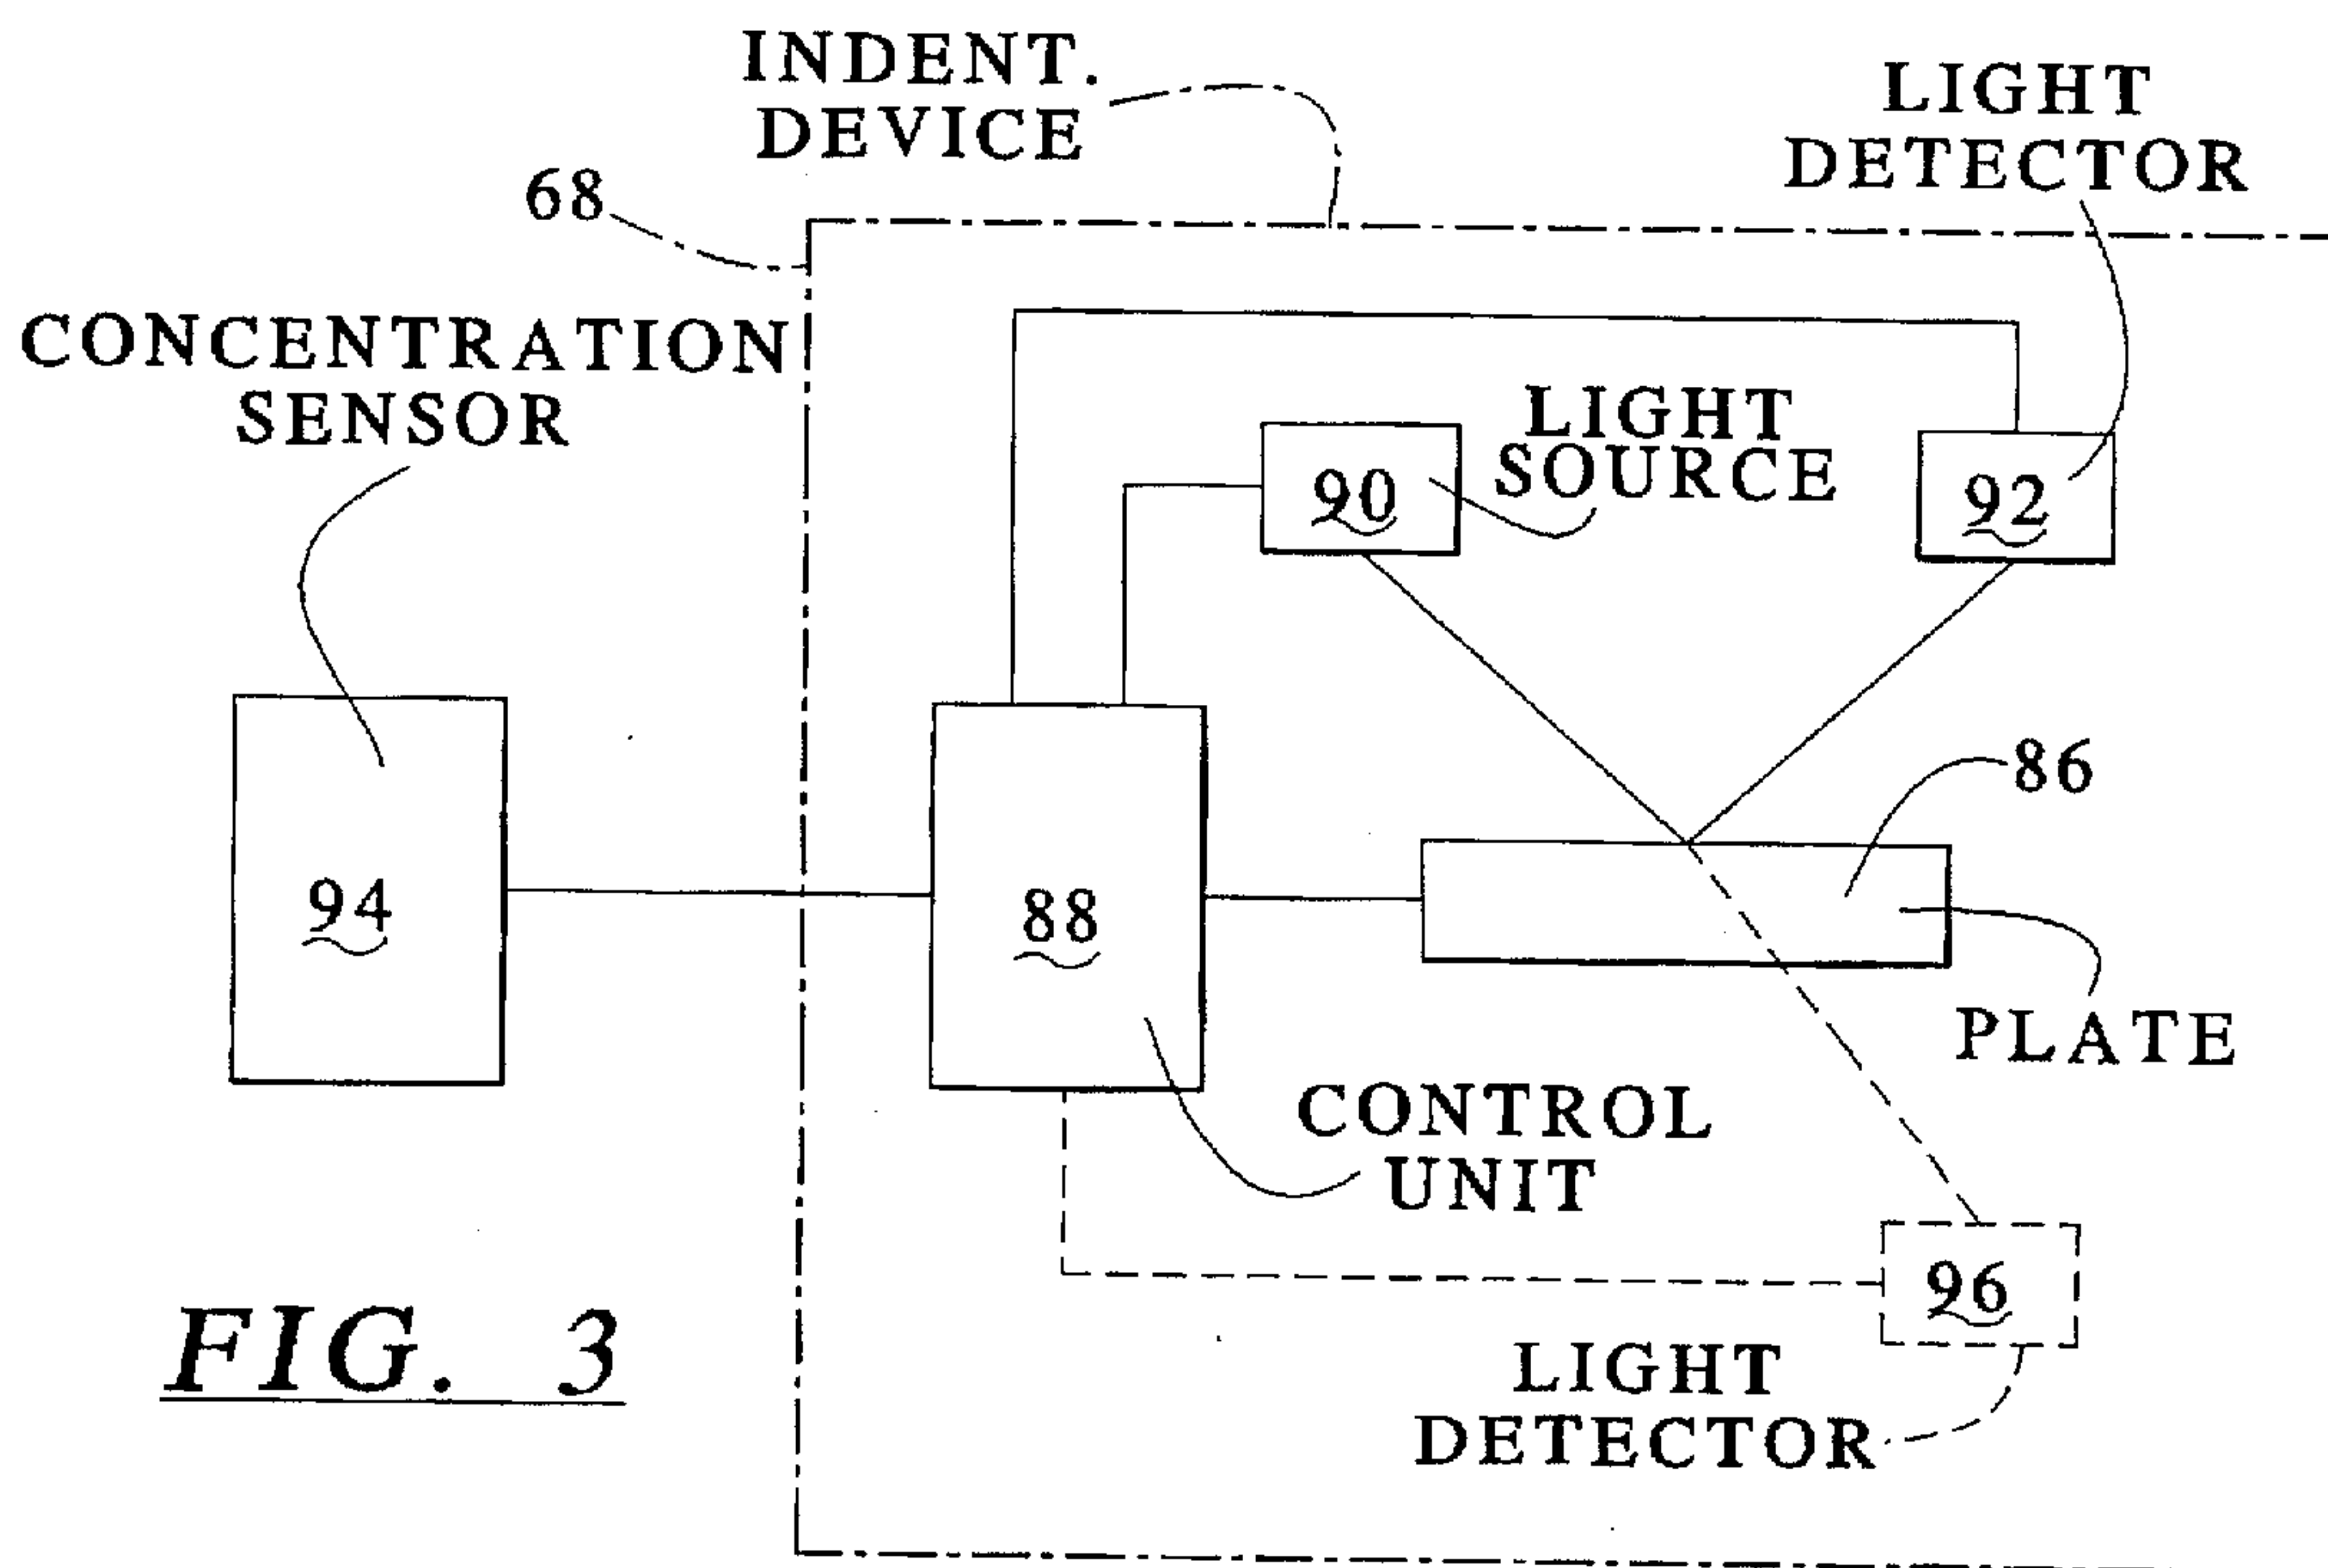 INDENT.
DEVICE
LIGHT
DETECTOR
68
CONCENTRATION
SENSOR
LIGHT
SOURCE
90
92
86
94
88
PLATE
CONTROL
UNIT
96
FIG. 3
LIGHT
DETECTOR